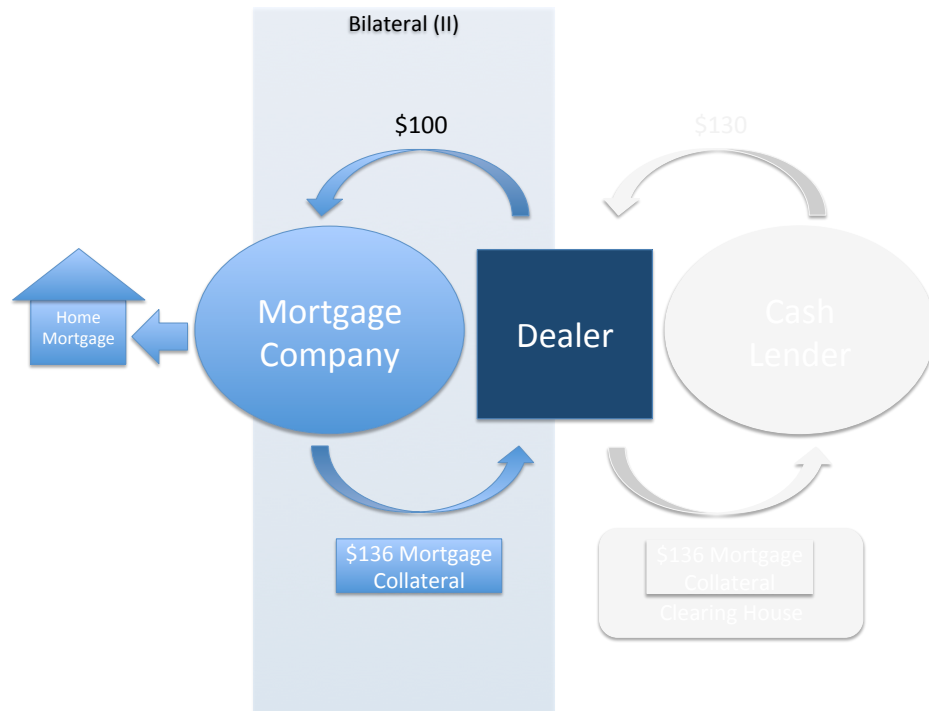 Bilateral (II)
$100
$130
Home
Mortgage
Mortgage
Company
Dealer
Cash
Lender
$136 Mortgage
Collateral
$136 Mortgage
Collateral
Clearing House